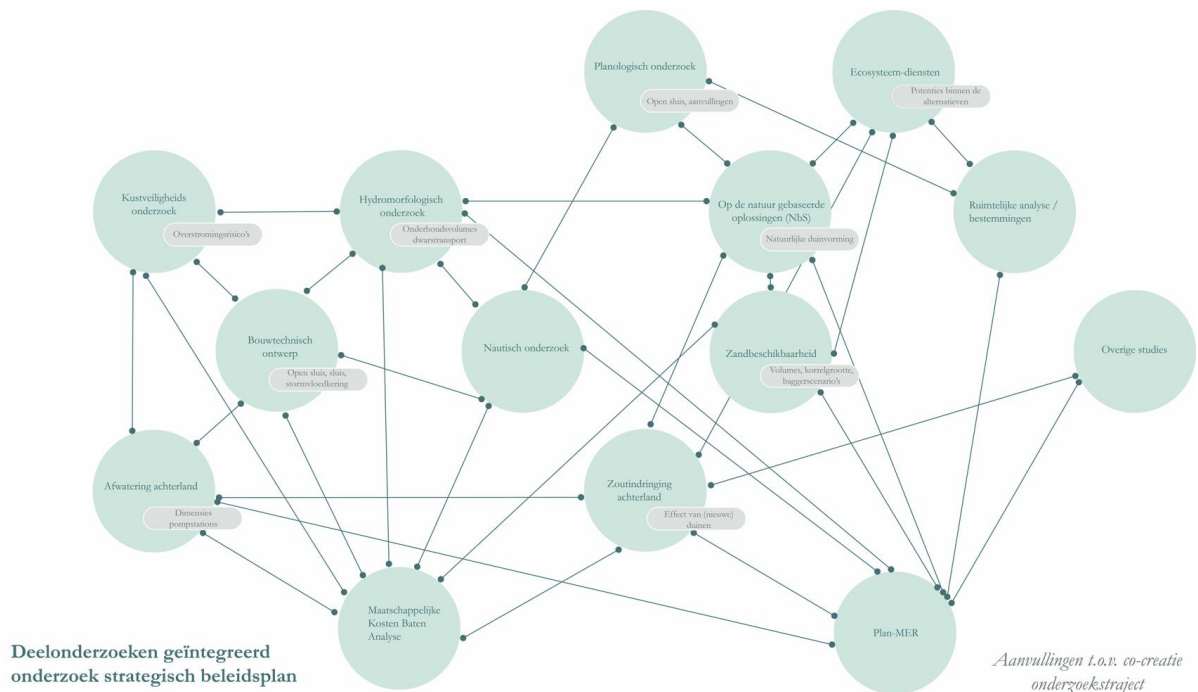 Planologisch onderzoek
Open sluis, aanvullingen
Ecosysteem-diensten
Potenties binnen de
alternatieven
Kustveiligheids
onderzoek
Overstromingsrisico's
Hydromorfologisch
onderzoek
Onderhoudsvolumes
dwarstransport
Op de natuur gebaseerde
oplossingen (NbS)
Natuurlijke duinvorming
Ruimtelijke analyse /
bestemmingen
Bouwtechnisch
ontwerp
Open sluis, sluis,
stormvloedkering
Nautisch onderzoek
Zandbeschikbaarheid
Volumes, korrelgrootte,
baggerscenario's
Overige studies
Afwatering achterland
Dimensies
pompstations
Zoutindringing
achterland
Effect van (nieuwe)
duinen
Maatschappelijke
Kosten Baten
Analyse
Plan-MER
Deelonderzoeken geïntegreerd
onderzoek strategisch beleidsplan
Aanvullingen t.o.v. co-creatie
onderzoekstraject